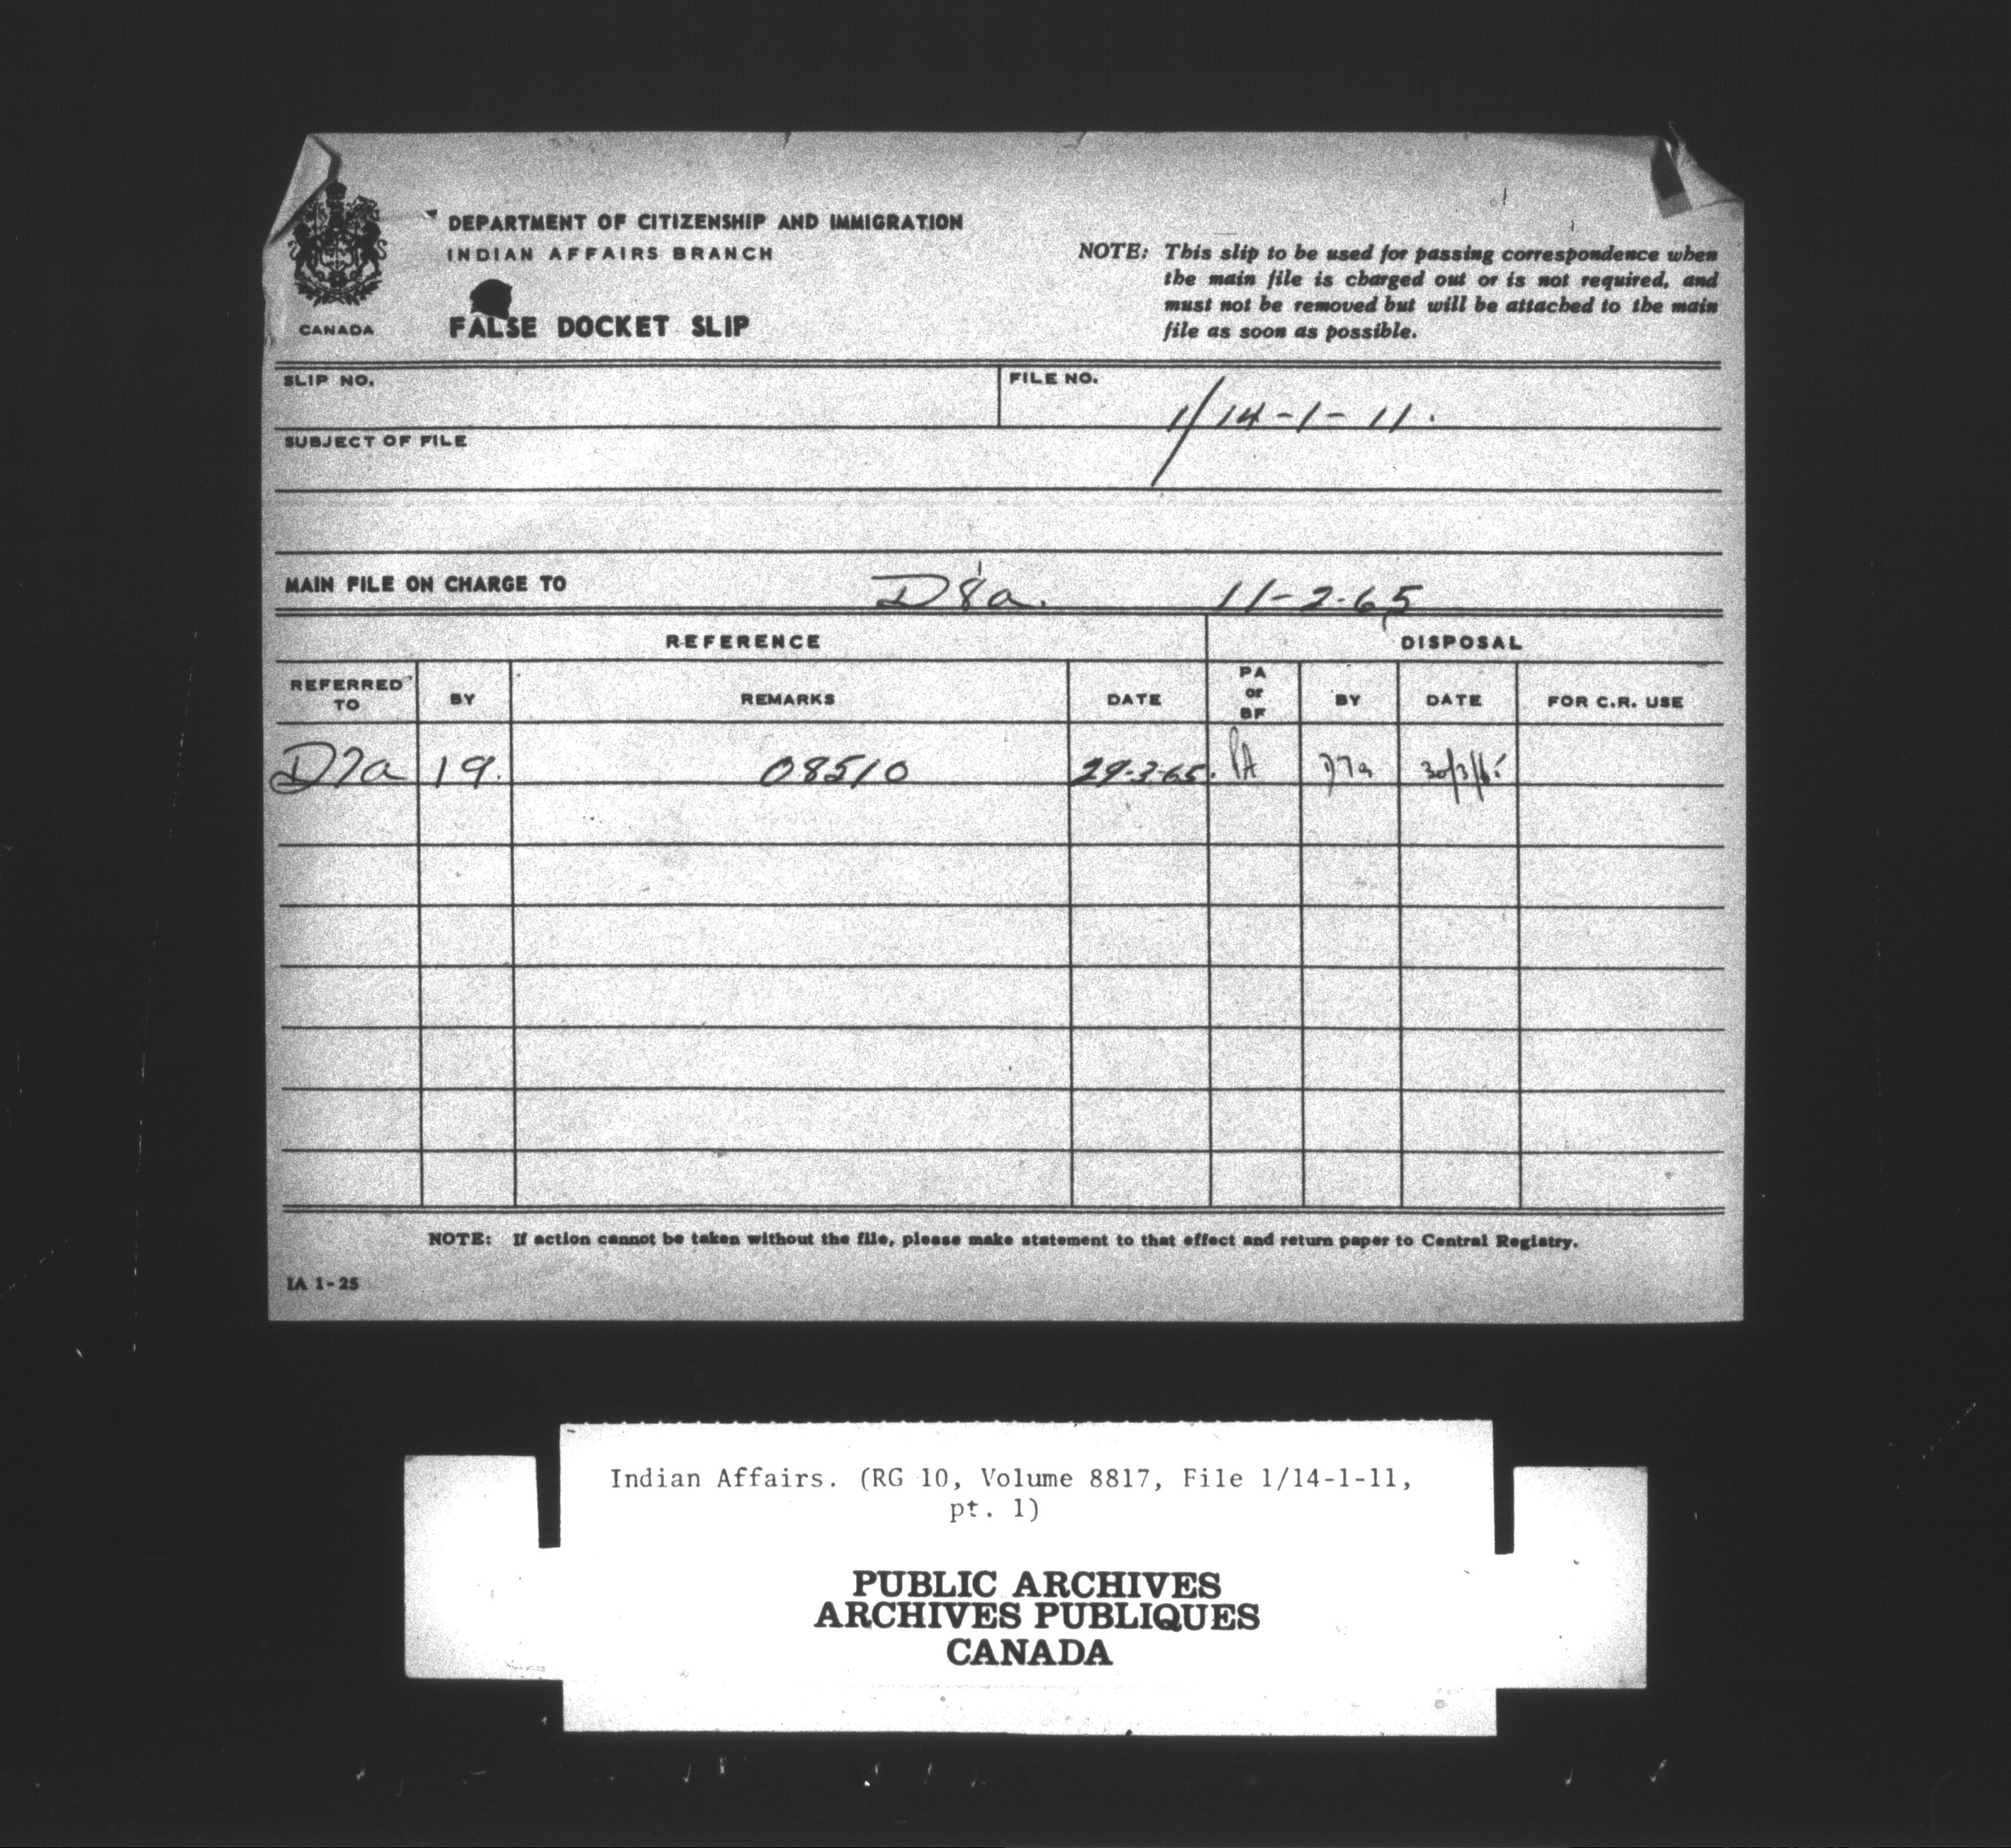 DEPARTMENT OF CITIZENSHIP AND IMMIGRATION
INDIAN AFFAIRS BRANCH
CANADA
FALSE DOCKET SLIP
NOTE: This slip to be used for passing correspondence when
the main file is charged out or is not required, and
must not be removed but will be attached to the main
file as soon as possible.
SLIP NO.
FILE NO. 1/14-1-11.
SUBJECT OF FILE
MAIN FILE ON CHARGE TO D8a. 11-2-65
REFERENCE DISPOSAL
REFERRED TO BY REMARKS DATE PA or BF BY DATE FOR C.R. USE
D7a 19. 08510 29-3-65. PA D7a 30/3/65
NOTE: If action cannot be taken without the file, please make statement to that effect and return paper to Central Registry.
IA 1-25
Indian Affairs. (RG 10, Volume 8817, File 1/14-1-11,
pt. 1)
PUBLIC ARCHIVES
ARCHIVES PUBLIQUES
CANADA